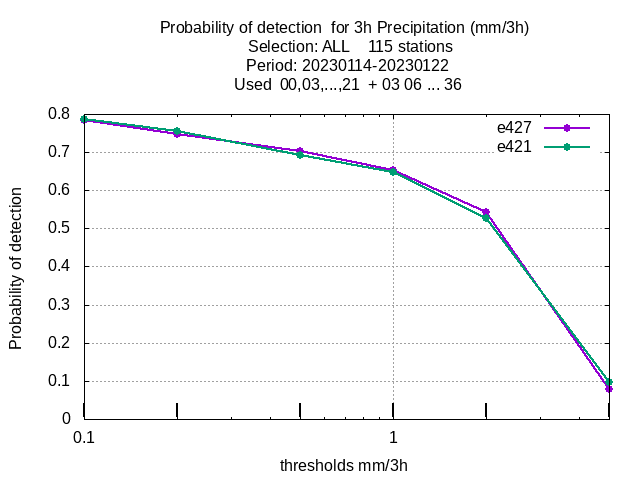 Probability of detection  for 3h Precipitation (mm/3h)
Selection: ALL    115 stations
Period: 20230114-20230122
Used  00,03,...,21  + 03 06 ... 36
e427
e421
Probability of detection
0.8
0.7
0.6
0.5
0.4
0.3
0.2
0.1
0
0.1
1
thresholds mm/3h